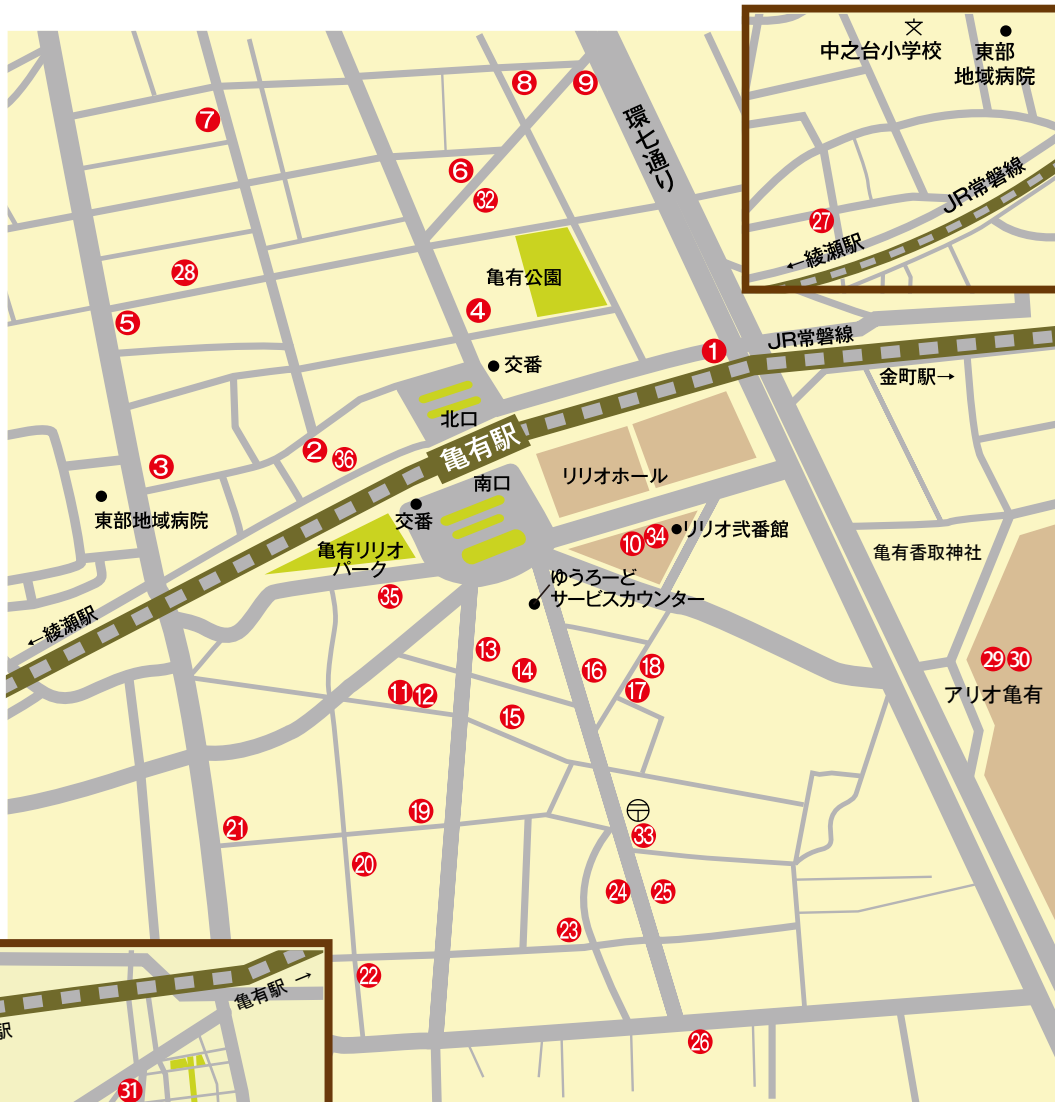 中之台小学校
東部
地域病院
JR常磐線
27
←綾瀬駅
8
9
7
環七通り
6
32
亀有公園
28
4
5
1
JR常磐線
交番
金町駅→
北口
亀有駅
2
36
3
リリオホール
南口
東部地域病院
交番
10
34
リリオ弐番館
亀有リリオ
パーク
亀有香取神社
ゆうろーど
サービスカウンター
35
←綾瀬駅
13
14
16
18
17
29
30
アリオ亀有
11
12
15
19
21
〒
33
20
24
25
23
22
26
亀有駅→
駅
31